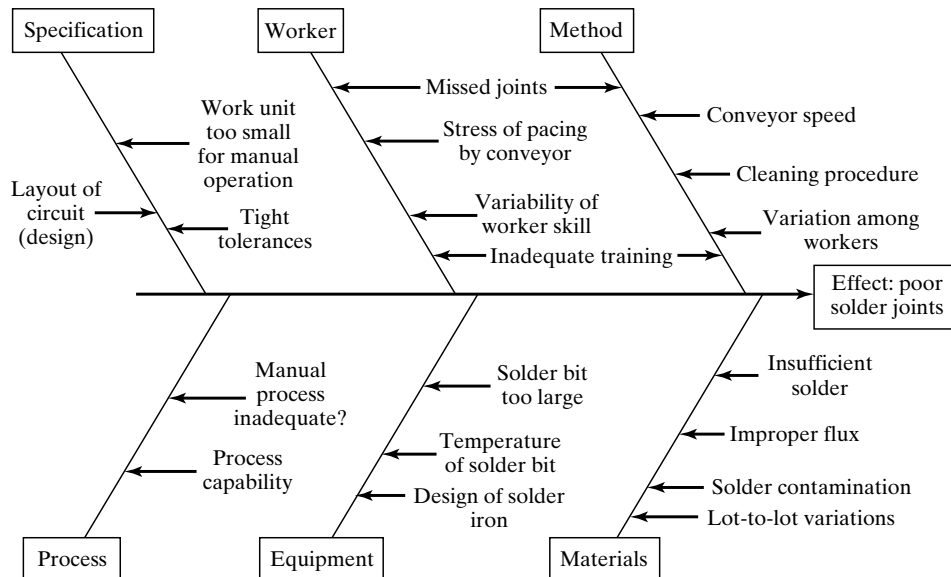 Specification
Worker
Method
Missed joints
Work unit
too small
for manual
operation
Stress of pacing
by conveyor
Conveyor speed
Cleaning procedure
Layout of
circuit
(design)
Tight
tolerances
Variability of
worker skill
Variation among
workers
Inadequate training
Effect: poor
solder joints
Manual
process
inadequate?
Solder bit
too large
Insufficient
solder
Process
capability
Temperature
of solder bit
Improper flux
Design of solder
iron
Solder contamination
Lot-to-lot variations
Process
Equipment
Materials